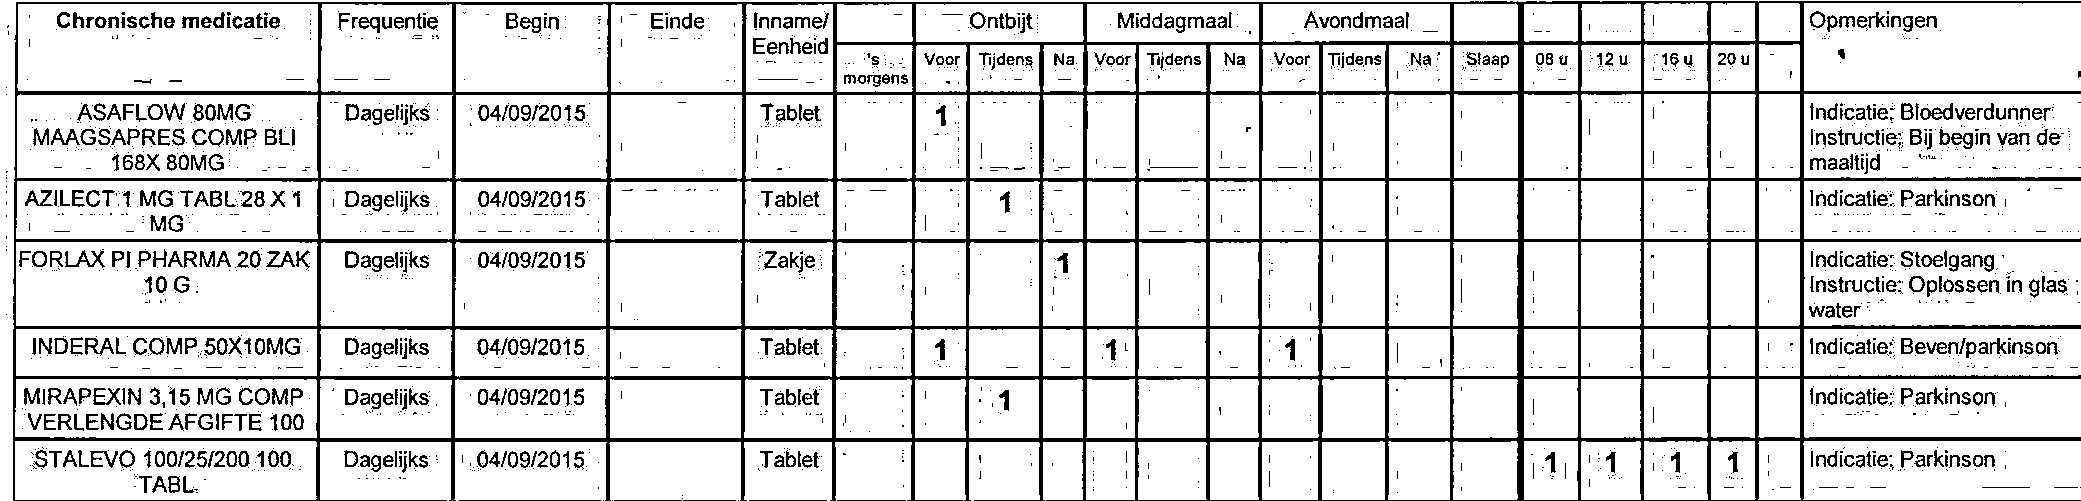 Chronische medicatie Frequentie Begin Einde Inname/ Eenheid Ontbijt Middagmaal Avondmaal Opmerkingen
's morgens Voor Tijdens Na Voor Tijdens Na Voor Tijdens Na Slaap 08 u 12 u 16 u 20 u
ASAFLOW 80MG Dagelijks 04/09/2015 Tablet 1 Indicatie: Bloedverdunner
MAAGSAPRES COMP BLI Instructie: Bij begin van de
168X 80MG maaltijd
AZILECT 1 MG TABL 28 X 1 Dagelijks 04/09/2015 Tablet 1 Indicatie: Parkinson
MG
FORLAX PI PHARMA 20 ZAK Dagelijks 04/09/2015 Zakje 1 Indicatie: Stoelgang
10 G Instructie: Oplossen in glas
water
INDERAL COMP 50X10MG Dagelijks 04/09/2015 Tablet 1 1 1 Indicatie: Beven/parkinson
MIRAPEXIN 3,15 MG COMP Dagelijks 04/09/2015 Tablet 1 Indicatie: Parkinson
VERLENGDE AFGIFTE 100
STALEVO 100/25/200 100 Dagelijks 04/09/2015 Tablet 1 1 1 1 Indicatie: Parkinson
TABL